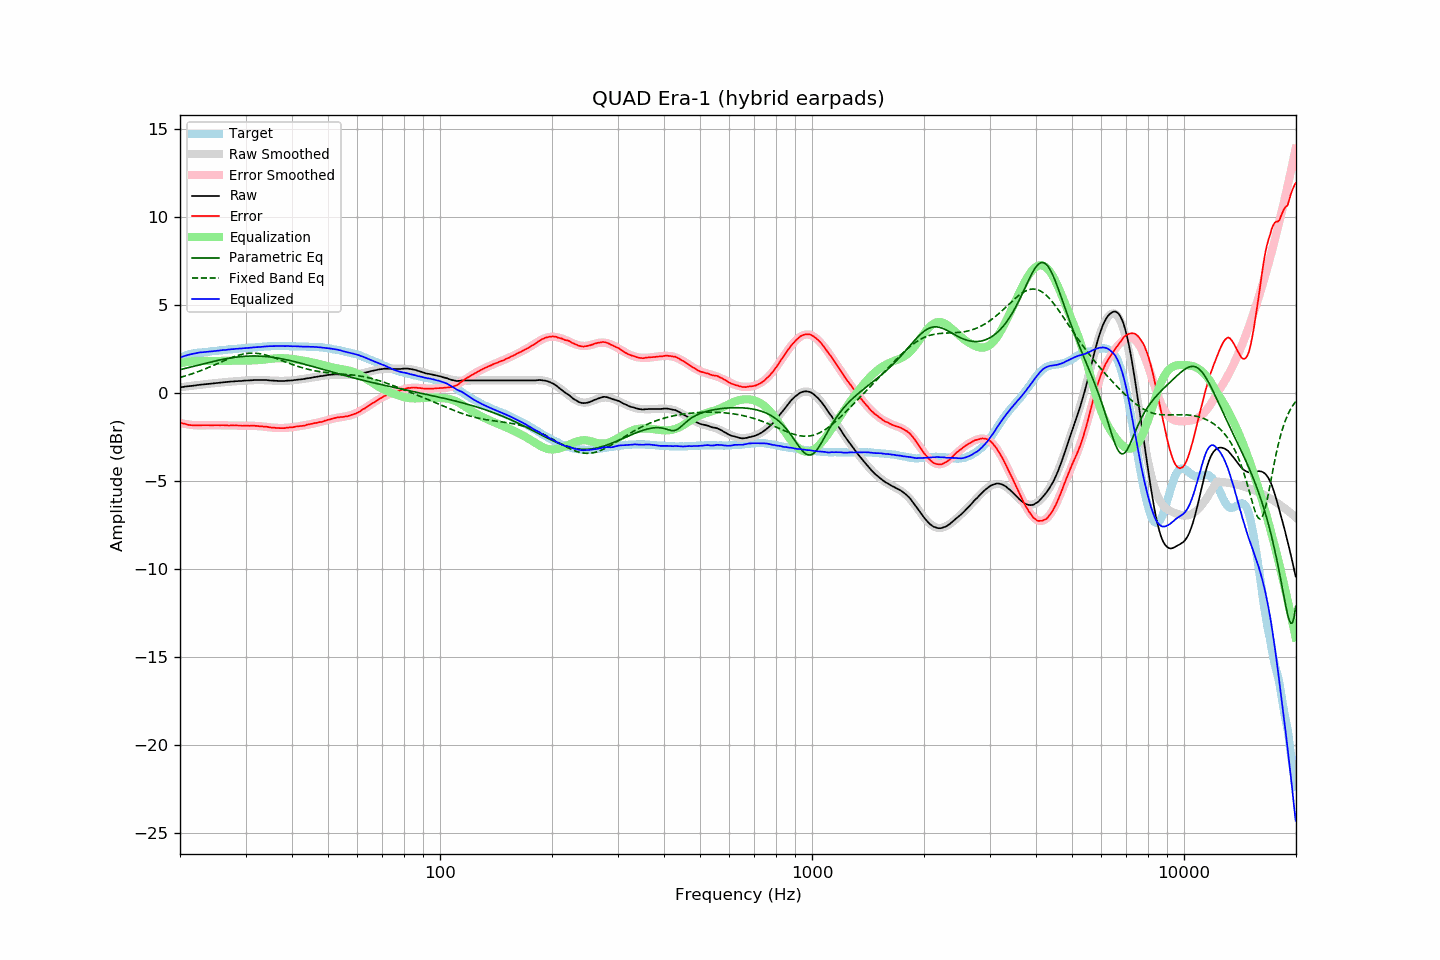 QUAD Era-1 (hybrid earpads)
Target
Raw Smoothed
Error Smoothed
Raw
Error
Equalization
Parametric Eq
Fixed Band Eq
Equalized
15
10
5
0
−5
−10
−15
−20
−25
Amplitude (dBr)
100
1000
10000
Frequency (Hz)